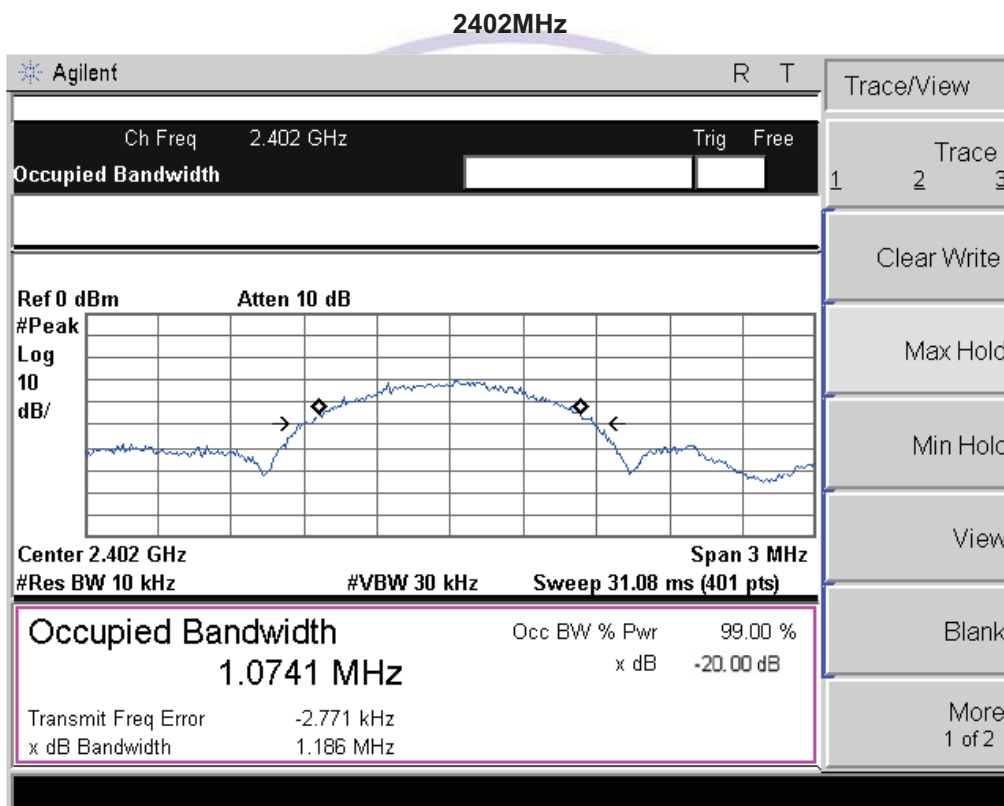 2402MHz
Agilent R T
Ch Freq 2.402 GHz Trig Free
Occupied Bandwidth
Ref 0 dBm Atten 10 dB
#Peak
Log
10
dB/
Center 2.402 GHz Span 3 MHz
#Res BW 10 kHz #VBW 30 kHz Sweep 31.08 ms (401 pts)
Occupied Bandwidth Occ BW % Pwr 99.00 %
1.0741 MHz x dB -20.00 dB
Transmit Freq Error -2.771 kHz
x dB Bandwidth 1.186 MHz
Trace/View
Trace
1 2 3
Clear Write
Max Hold
Min Hold
View
Blank
More
1 of 2